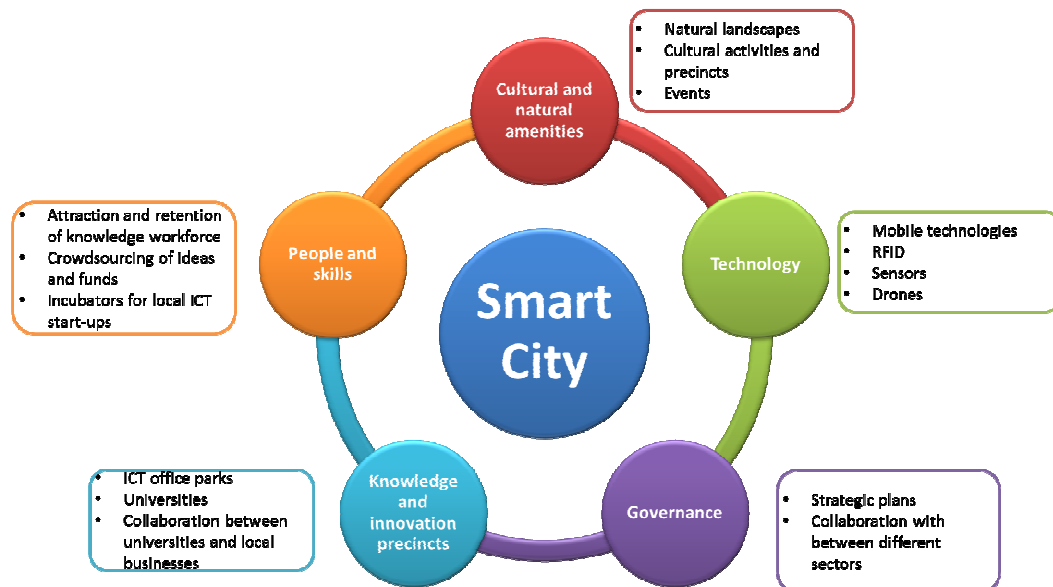 Natural landscapes
Cultural activities and
precincts
Events
Cultural and
natural
amenities
Attraction and retention
of knowledge workforce
Crowdsourcing of ideas
and funds
Incubators for local ICT
start-ups
People and
skills
Technology
Mobile technologies
RFID
Sensors
Drones
Smart
City
ICT office parks
Universities
Collaboration between
universities and local
businesses
Knowledge
and
innovation
precincts
Governance
Strategic plans
Collaboration with
between different
sectors